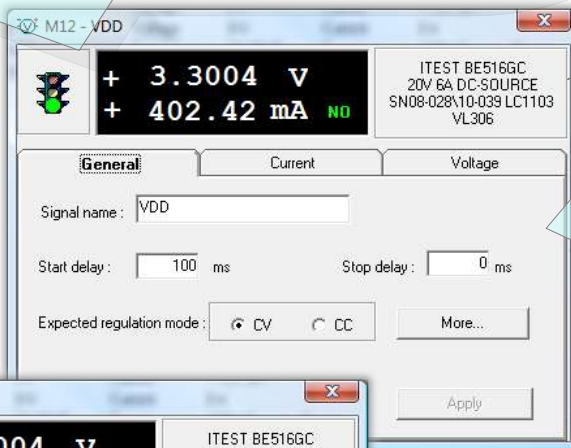 M12 - VDD
+ 3.3004 V
+ 402.42 mA NO
ITEST BE516GC
20V 6A DC-SOURCE
SN08-028\10-039 LC1103
VL306
General Current Voltage
Signal name : VDD
Start delay : 100 ms Stop delay : 0 ms
Expected regulation mode : CV CC More...
Apply
004 V
ITEST BE516GC